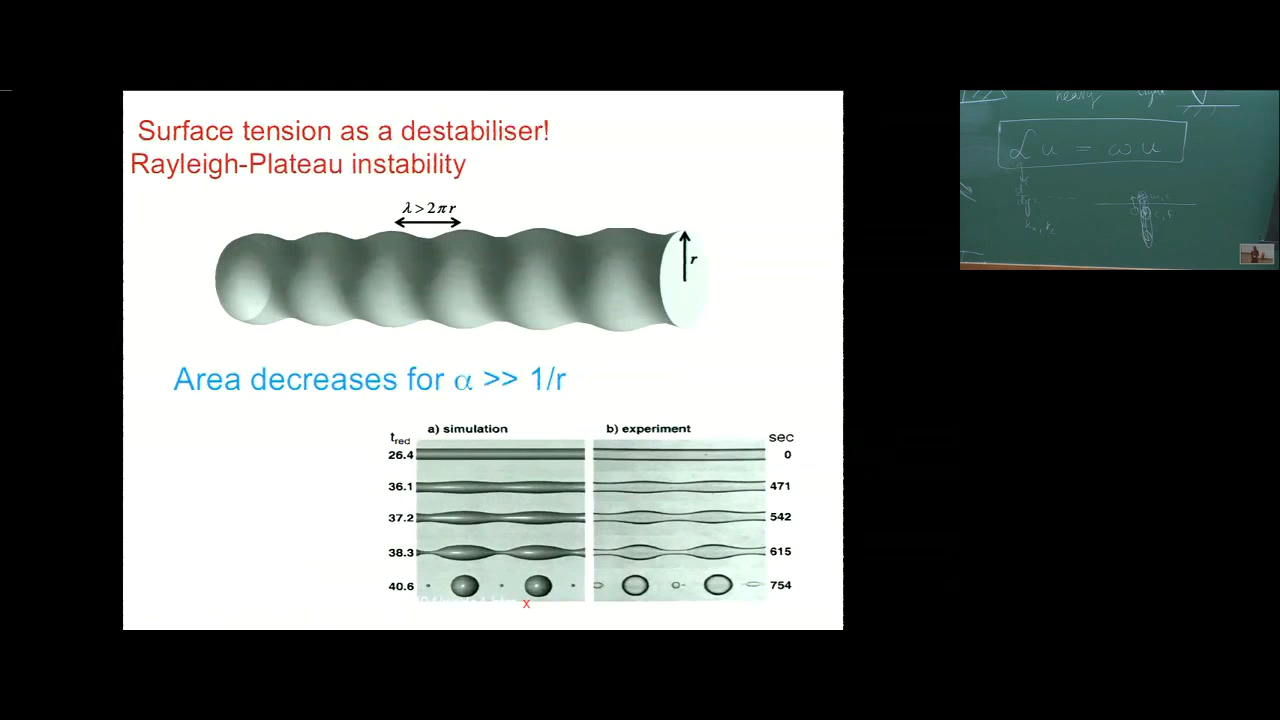 Surface tension as a destabiliser!
Rayleigh-Plateau instability
λ > 2πr
r
Area decreases for α >> 1/r
a) simulation
b) experiment
t_red
sec
26.4
0
36.1
471
37.2
542
38.3
615
40.6
754
x
heavy
ℒu = ωu